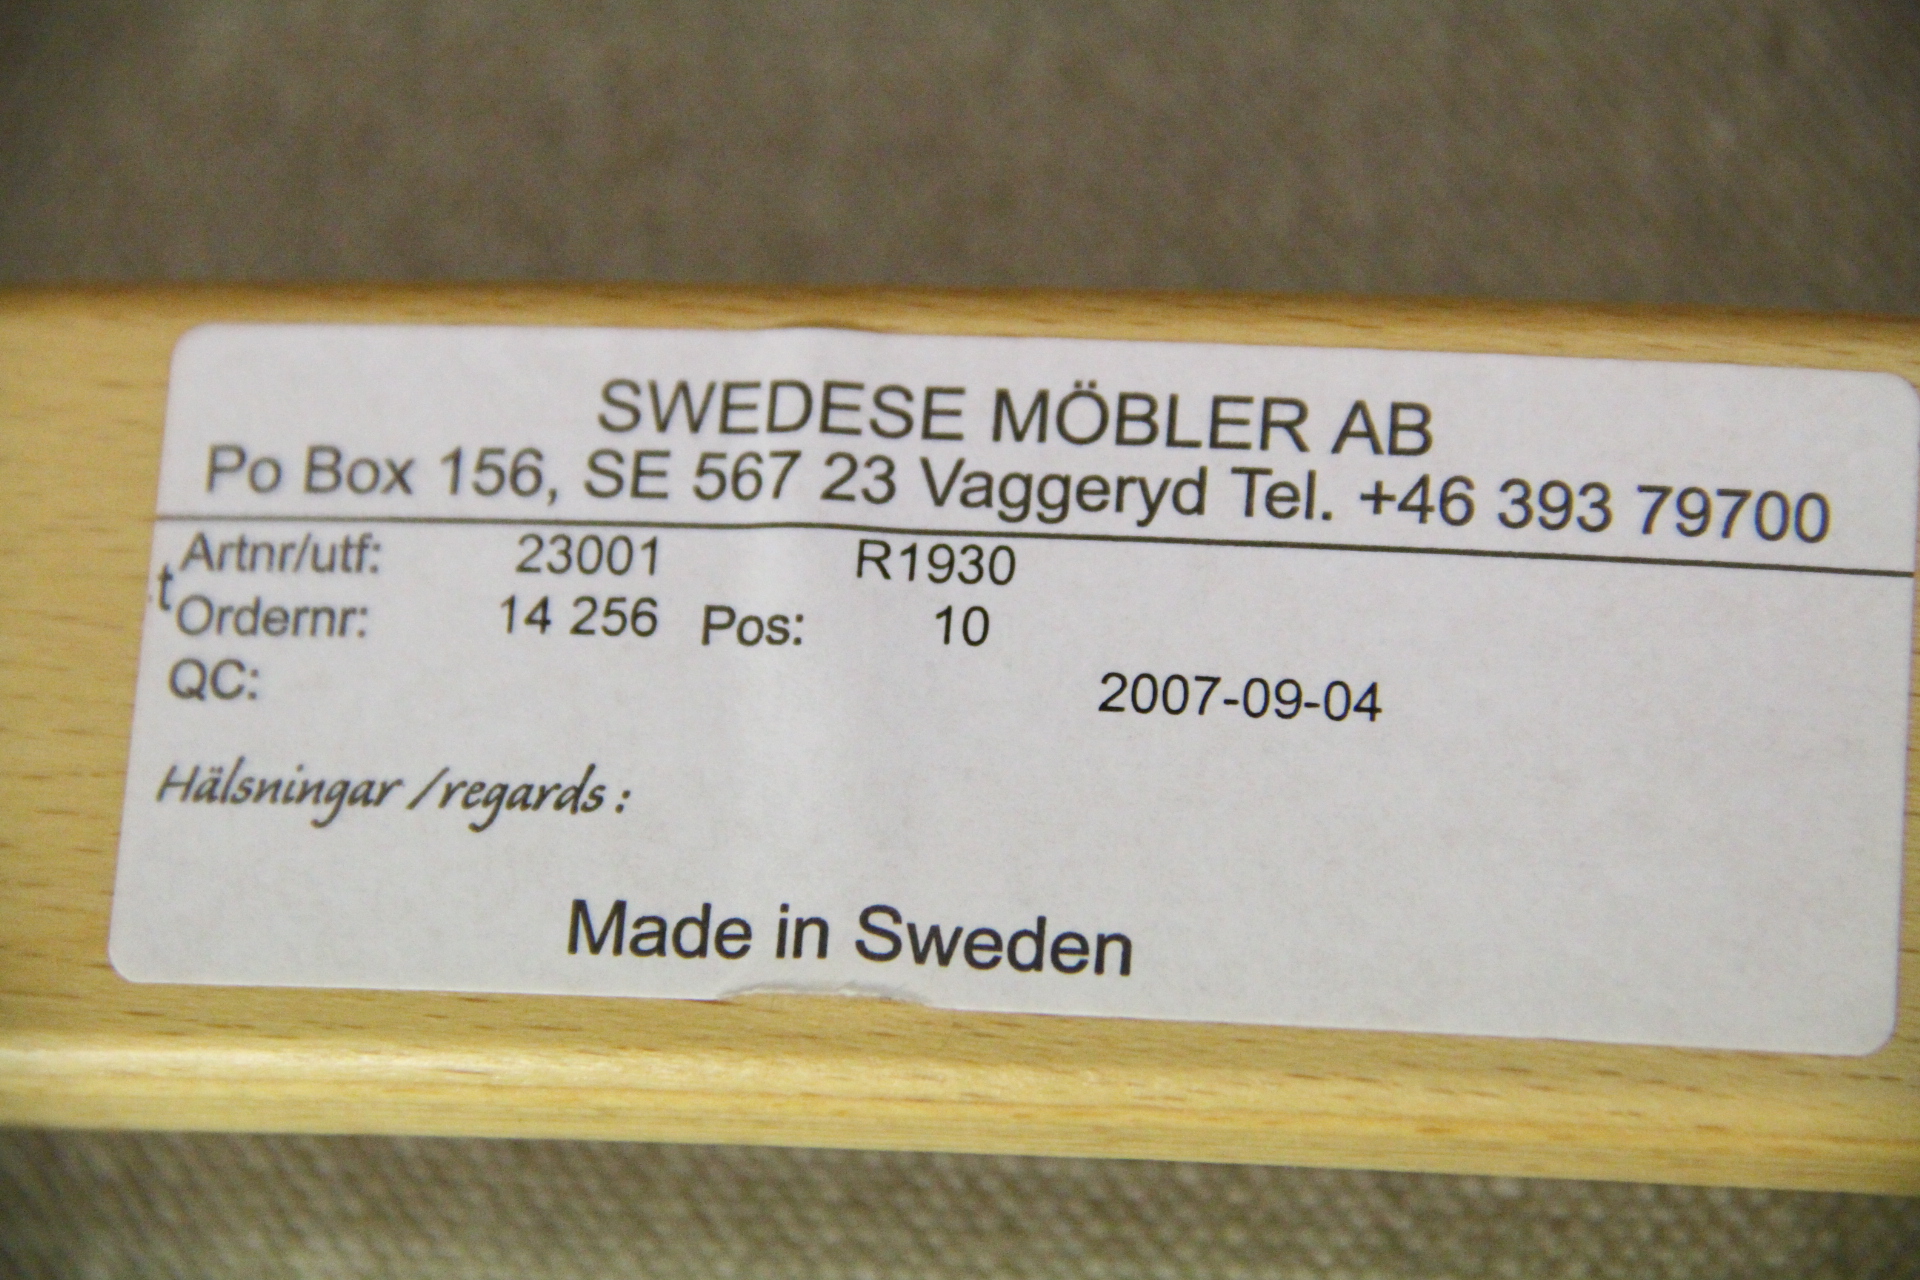 SWEDESE MÖBLER AB
Po Box 156, SE 567 23 Vaggeryd Tel. +46 393 79700
Artnr/utf: 23001 R1930
t
Ordernr: 14 256 Pos: 10
QC:
2007-09-04
Hälsningar /regards :
Made in Sweden